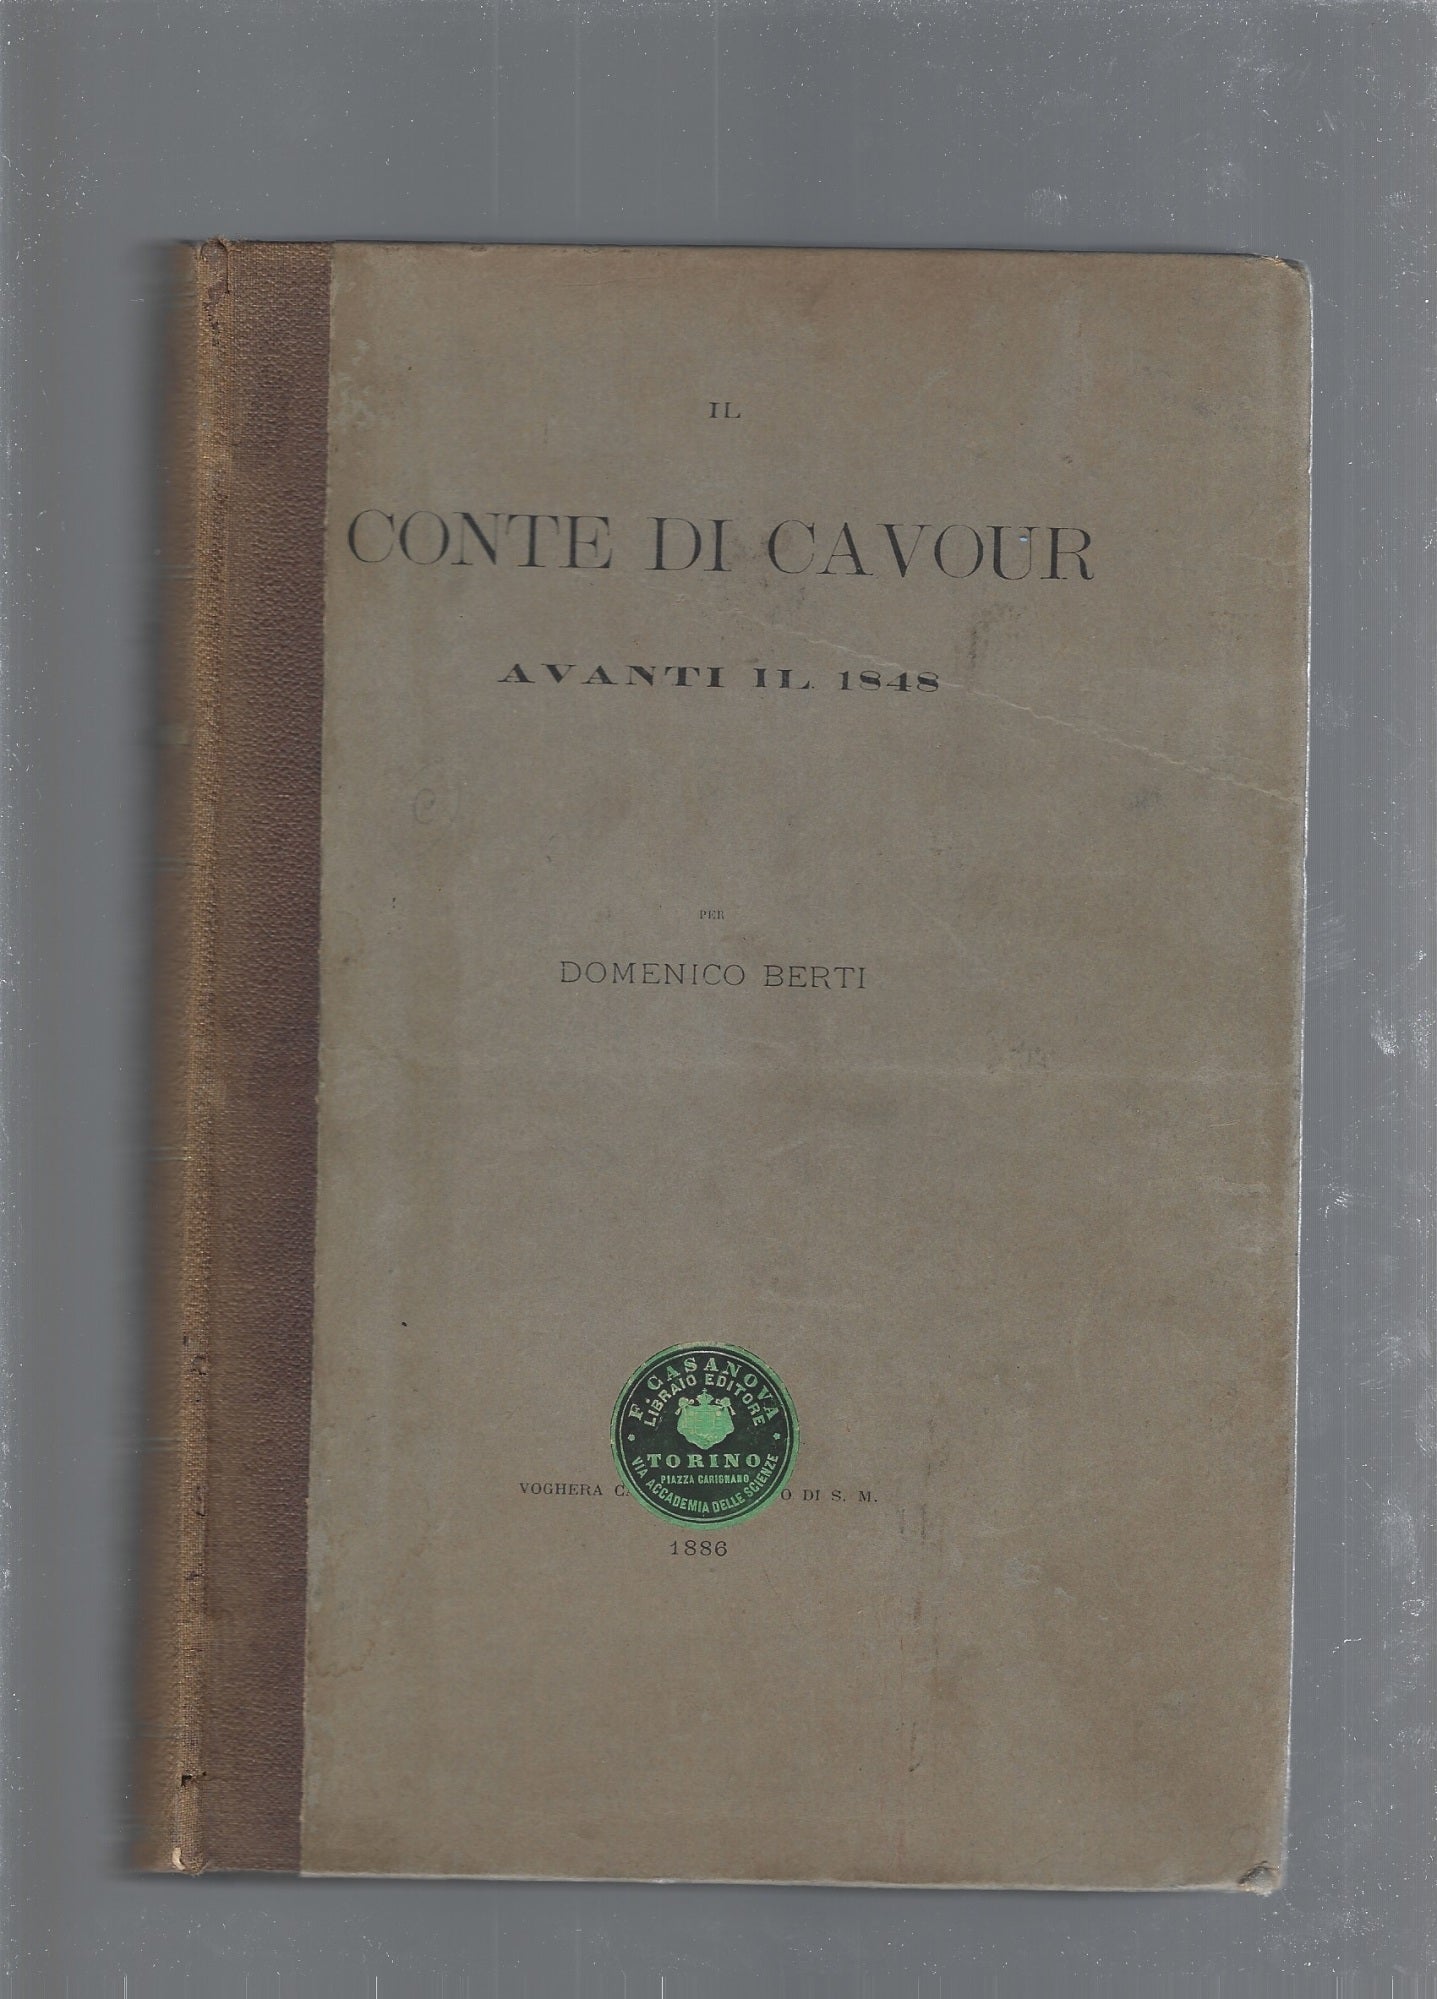 IL
CONTE DI CAVOUR
AVANTI IL 1848
PER
DOMENICO BERTI
F. CASANOVA
LIBRAIO EDITORE
TORINO
PIAZZA CARIGNANO
VIA ACCADEMIA DELLE SCIENZE
VOGHERA DI S. M.
1886